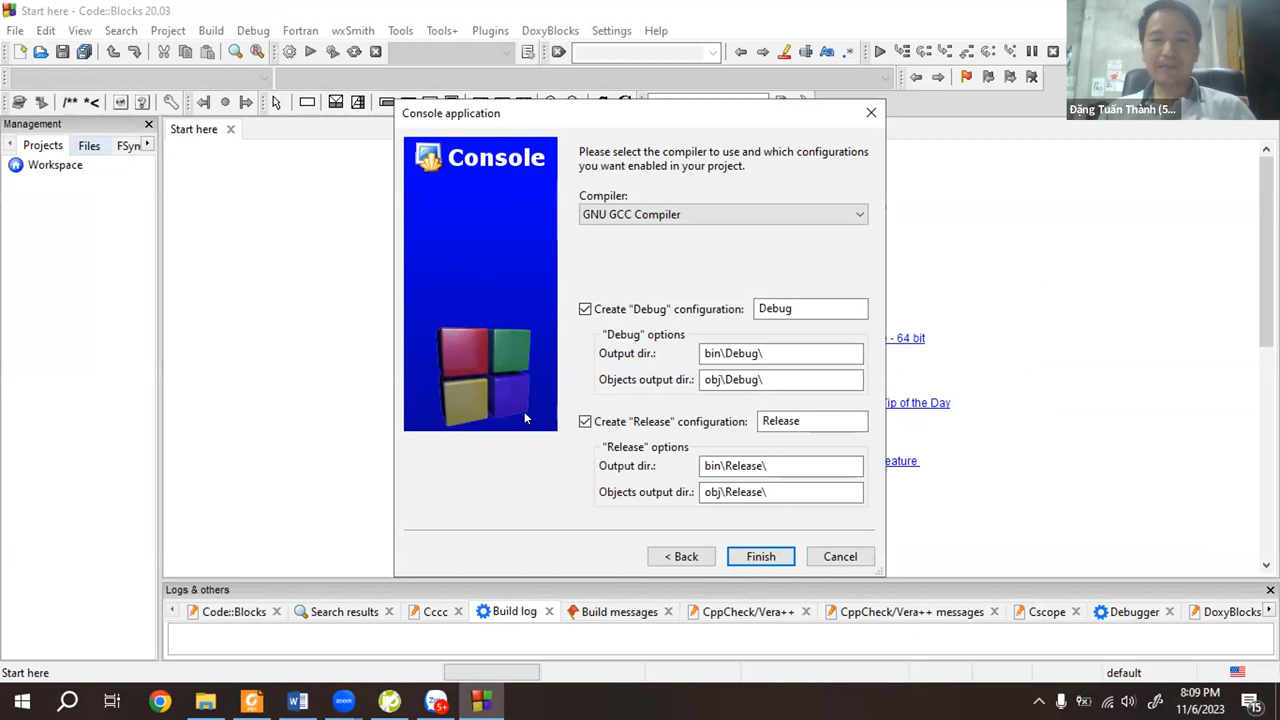 Start here - Code::Blocks 20.03
File Edit View Search Project Build Debug Fortran wxSmith Tools Tools+ Plugins DoxyBlocks Settings Help
/** *<
Management
Projects Files FSyn
Workspace
Start here
Console application
Console
Please select the compiler to use and which configurations
you want enabled in your project.
Compiler:
GNU GCC Compiler
Create "Debug" configuration: Debug
"Debug" options
Output dir.: bin\Debug\
Objects output dir.: obj\Debug\
Create "Release" configuration: Release
"Release" options
Output dir.: bin\Release\
Objects output dir.: obj\Release\
< Back Finish Cancel
- 64 bit
ip of the Day
eature
Đặng Tuấn Thành (5...
Logs & others
Code::Blocks Search results Cccc Build log Build messages CppCheck/Vera++ CppCheck/Vera++ messages Cscope Debugger DoxyBlocks
Start here default
zoom
5+
8:09 PM
11/6/2023
15